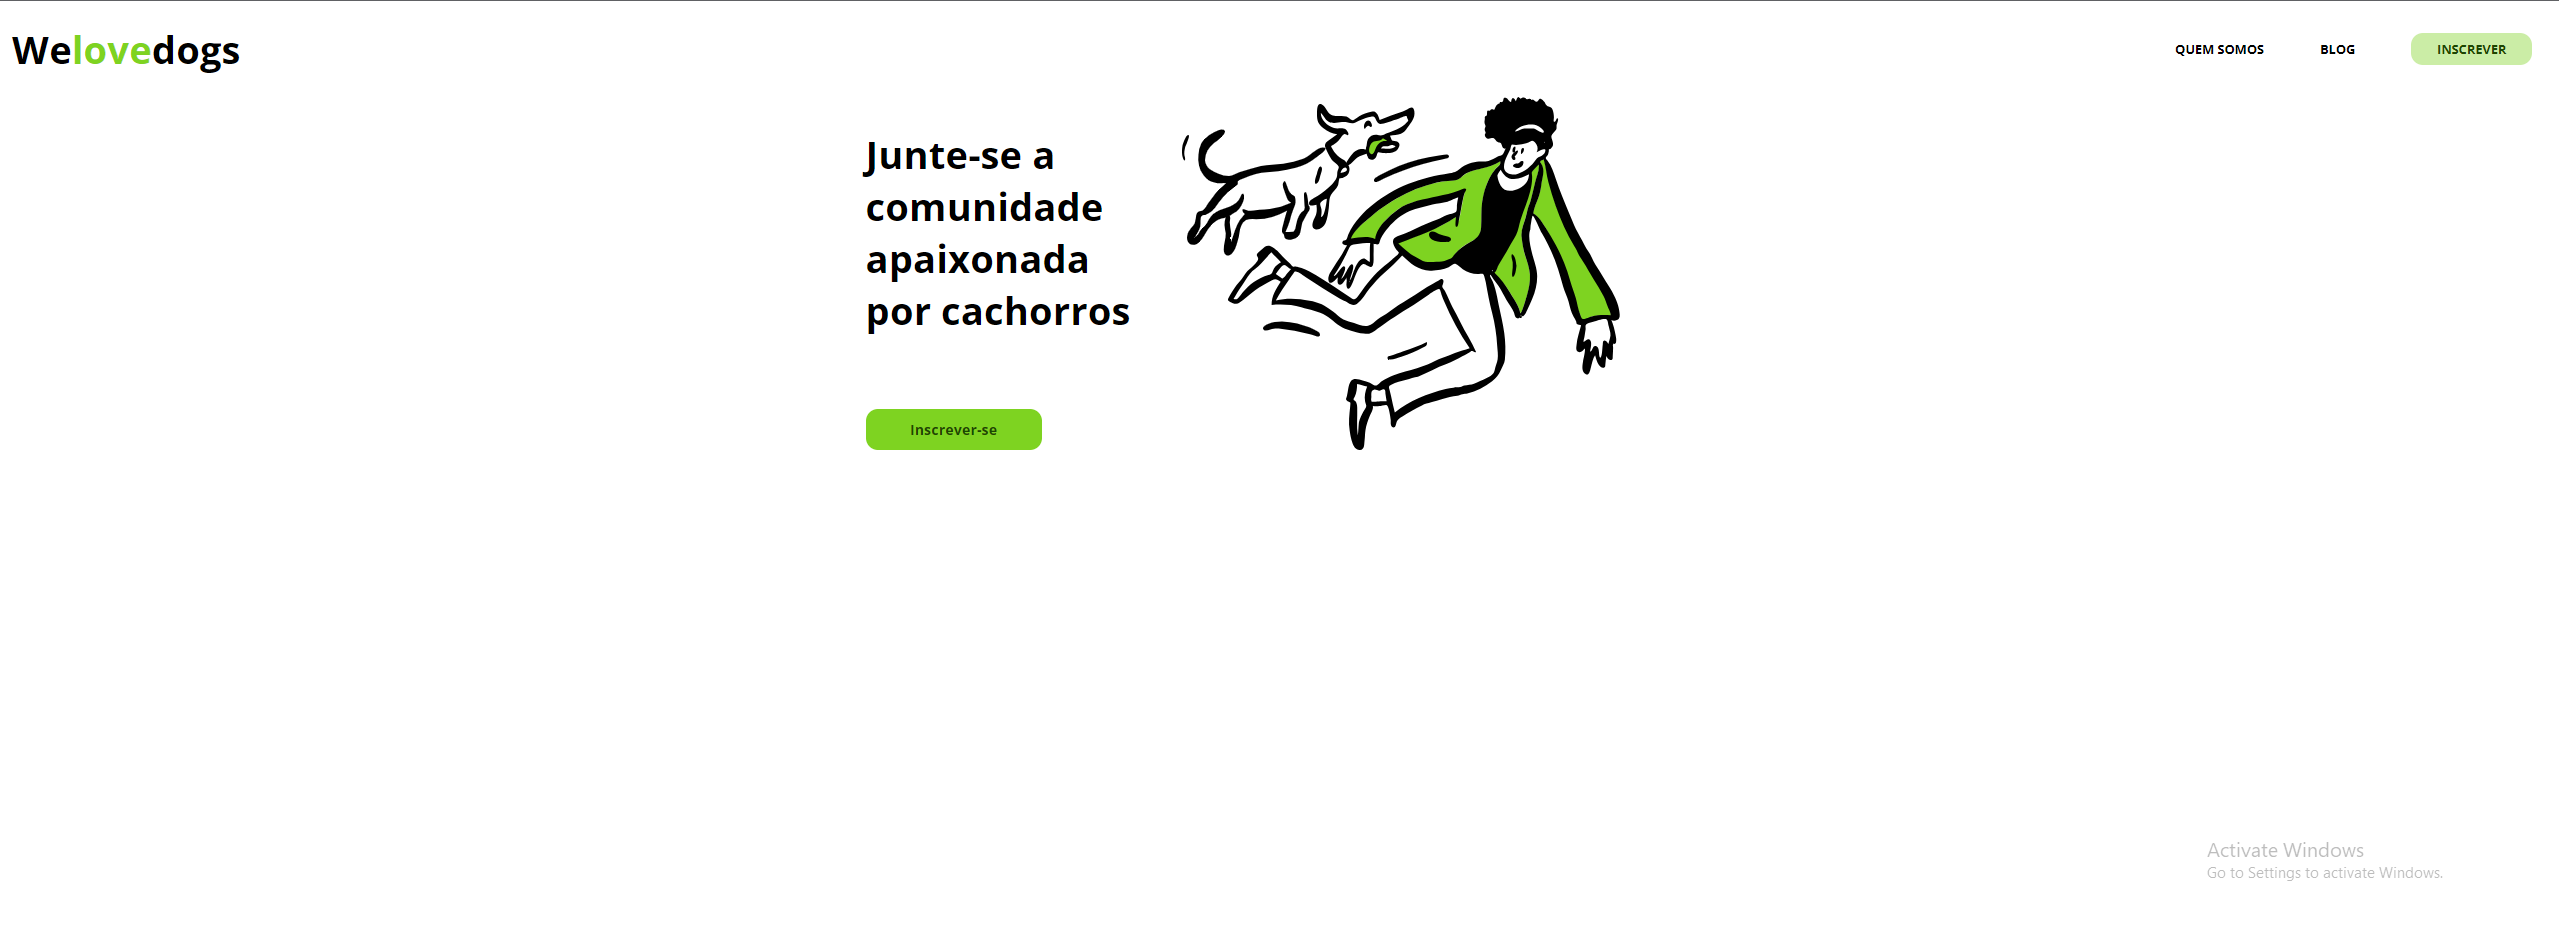 Welovedogs
QUEM SOMOS
BLOG
INSCREVER
Junte-se a
comunidade
apaixonada
por cachorros
Inscrever-se
Activate Windows
Go to Settings to activate Windows.